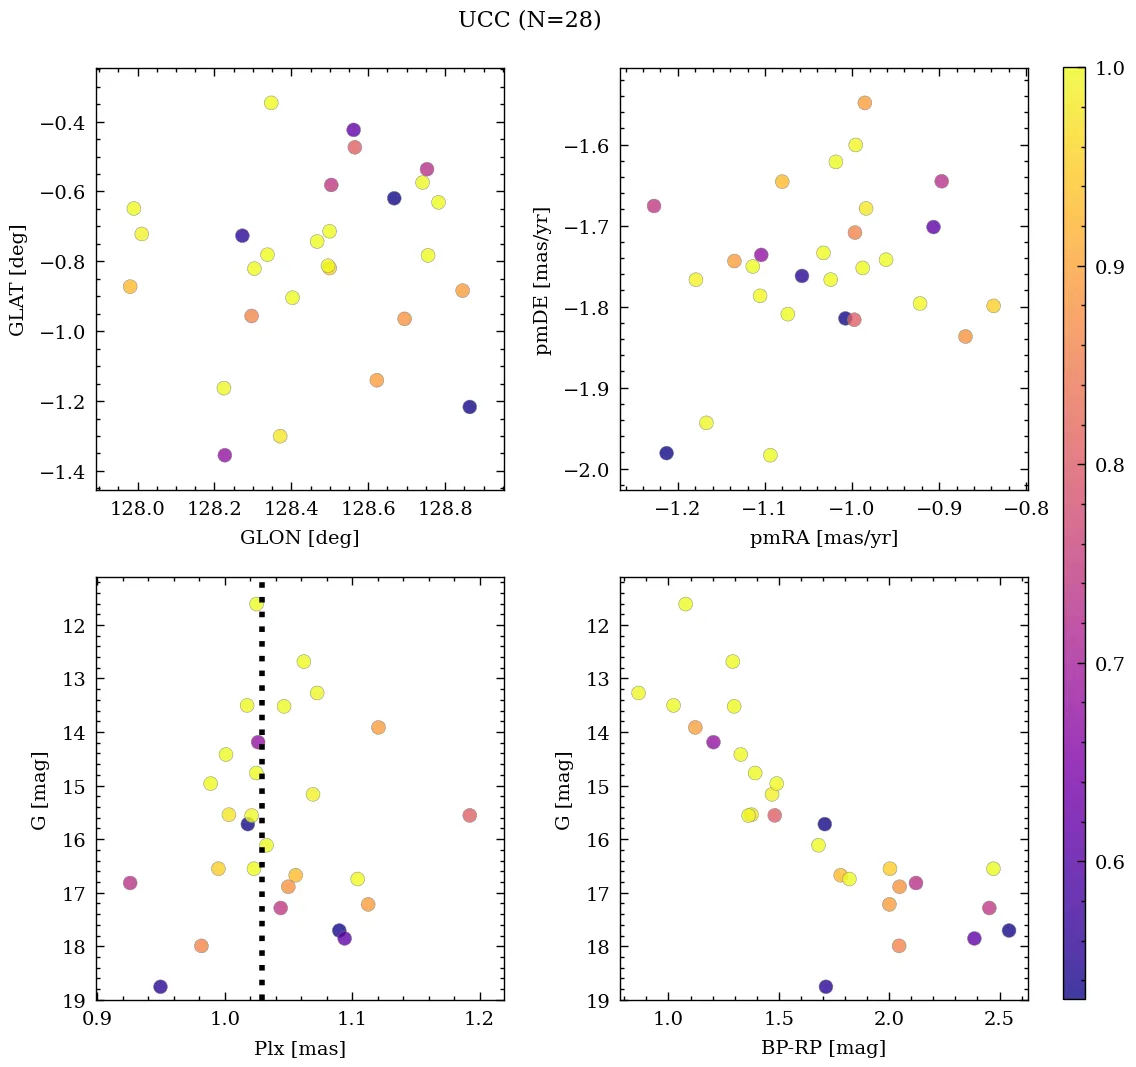 UCC (N=28)
−0.4
−0.6
−0.8
−1.0
−1.2
−1.4
GLAT [deg]
128.0 128.2 128.4 128.6 128.8
GLON [deg]
−1.6
−1.7
−1.8
−1.9
−2.0
pmDE [mas/yr]
−1.2 −1.1 −1.0 −0.9 −0.8
pmRA [mas/yr]
12
13
14
15
16
17
18
19
G [mag]
0.9 1.0 1.1 1.2
Plx [mas]
12
13
14
15
16
17
18
19
G [mag]
1.0 1.5 2.0 2.5
BP-RP [mag]
1.0
0.9
0.8
0.7
0.6